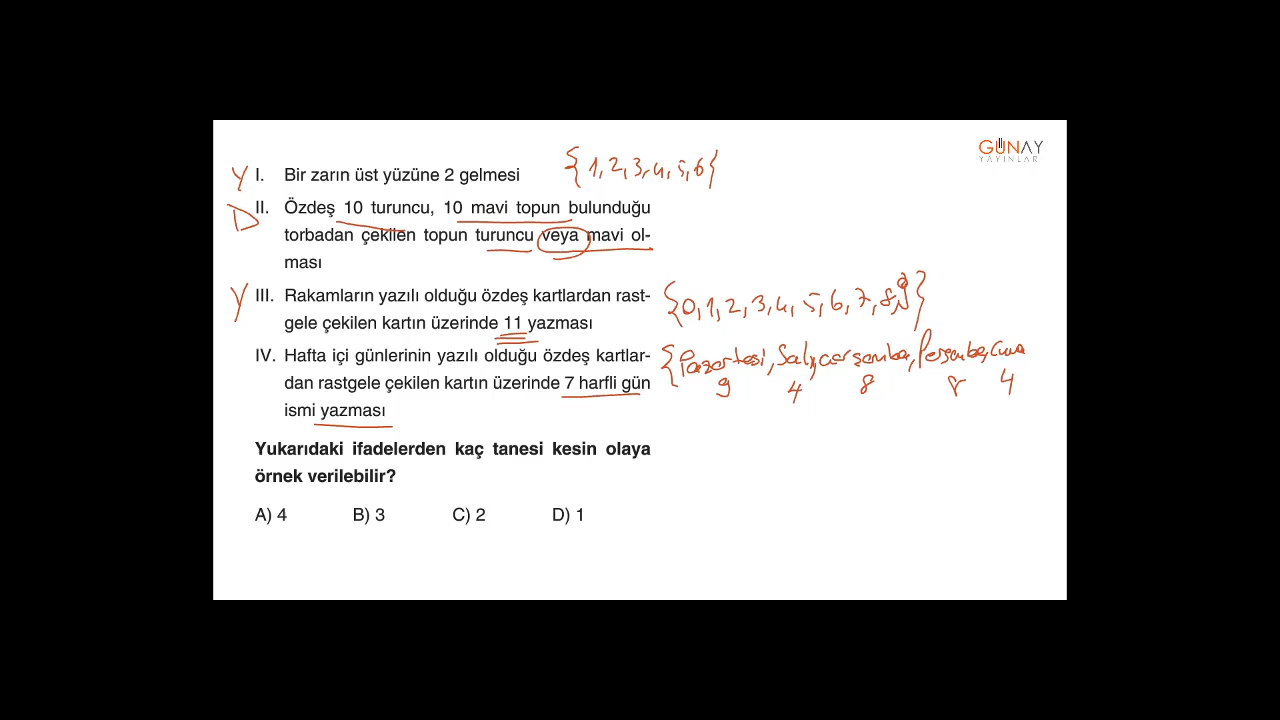 GÜNAY
YAYINLAR
Y I. Bir zarın üst yüzüne 2 gelmesi {1,2,3,4,5,6}
D II. Özdeş 10 turuncu, 10 mavi topun bulunduğu
torbadan çekilen topun turuncu veya mavi ol-
ması
Y III. Rakamların yazılı olduğu özdeş kartlardan rast- {0,1,2,3,4,5,6,7,8,9}
gele çekilen kartın üzerinde 11 yazması
IV. Hafta içi günlerinin yazılı olduğu özdeş kartlar- {Pazartesi, Salı, çarşamba, Perşembe, Cuma
dan rastgele çekilen kartın üzerinde 7 harfli gün 9 4 8 8 4
ismi yazması
Yukarıdaki ifadelerden kaç tanesi kesin olaya
örnek verilebilir?
A) 4 B) 3 C) 2 D) 1